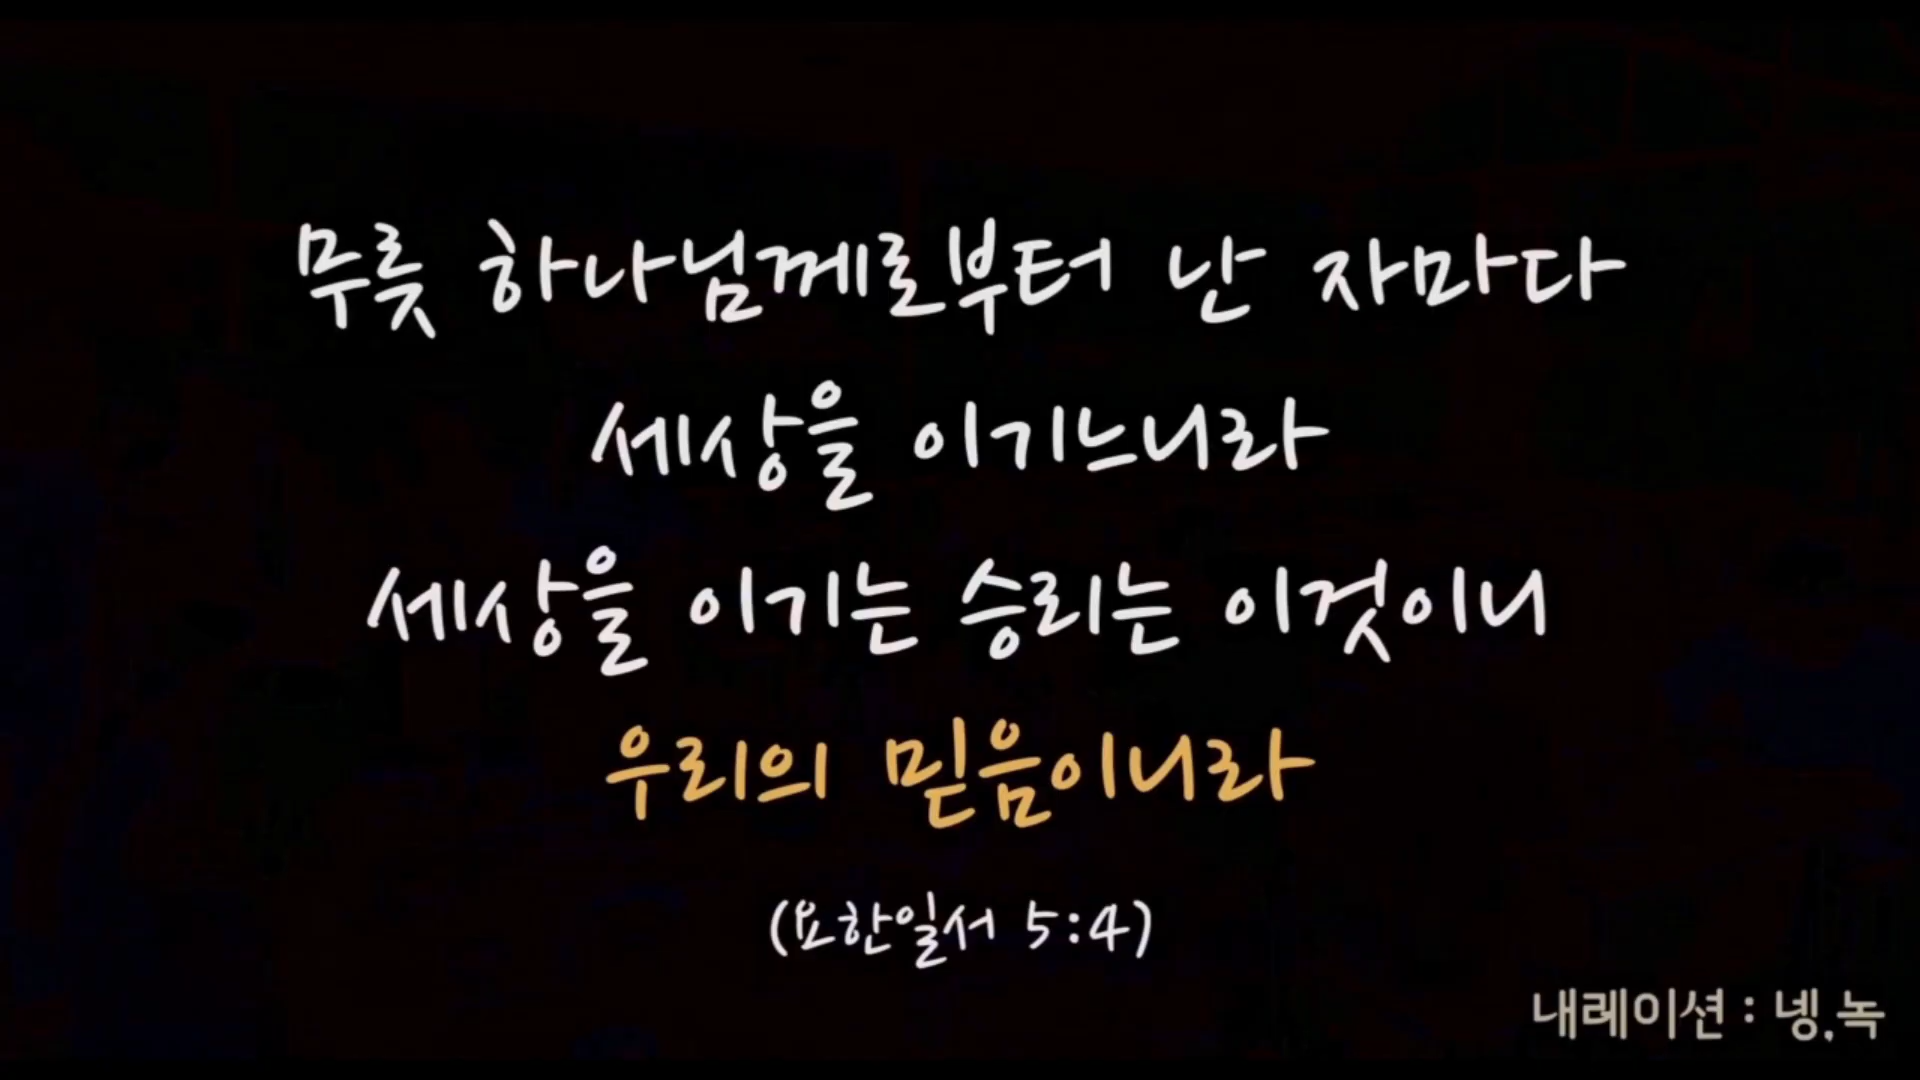 무릇 하나님께로부터 난 자마다
세상을 이기느니라
세상을 이기는 승리는 이것이니
우리의 믿음이니라
(요한일서 5:4)
내레이션 : 넹,녹